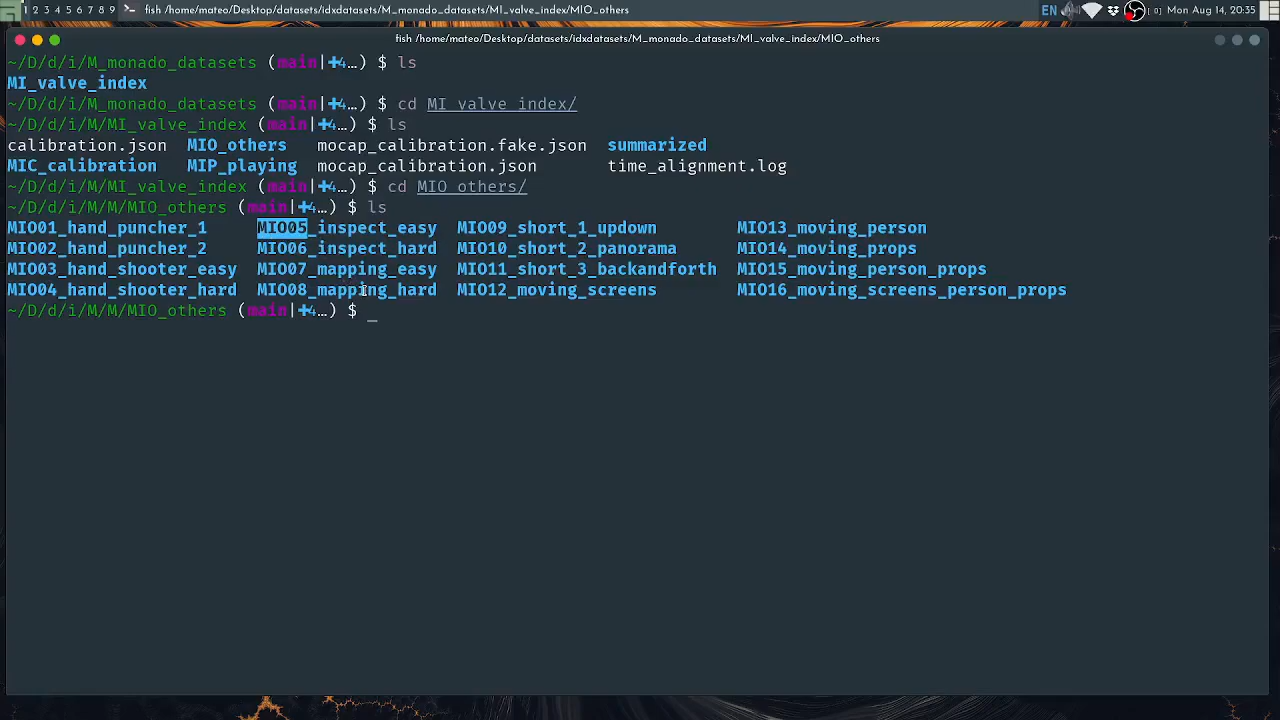 1 2 3 4 5 6 7 8 9 fish /home/mateo/Desktop/datasets/idxdatasets/M_monado_datasets/MI_valve_index/MIO_others EN [0] Mon Aug 14, 20:35
fish /home/mateo/Desktop/datasets/idxdatasets/M_monado_datasets/MI_valve_index/MIO_others
~/D/d/i/M_monado_datasets (main|✚4…) $ ls
MI_valve_index
~/D/d/i/M_monado_datasets (main|✚4…) $ cd MI_valve_index/
~/D/d/i/M/MI_valve_index (main|✚4…) $ ls
calibration.json MIO_others mocap_calibration.fake.json summarized
MIC_calibration MIP_playing mocap_calibration.json time_alignment.log
~/D/d/i/M/MI_valve_index (main|✚4…) $ cd MIO_others/
~/D/d/i/M/M/MIO_others (main|✚4…) $ ls
MIO01_hand_puncher_1 MIO05_inspect_easy MIO09_short_1_updown MIO13_moving_person
MIO02_hand_puncher_2 MIO06_inspect_hard MIO10_short_2_panorama MIO14_moving_props
MIO03_hand_shooter_easy MIO07_mapping_easy MIO11_short_3_backandforth MIO15_moving_person_props
MIO04_hand_shooter_hard MIO08_mapping_hard MIO12_moving_screens MIO16_moving_screens_person_props
~/D/d/i/M/M/MIO_others (main|✚4…) $ _